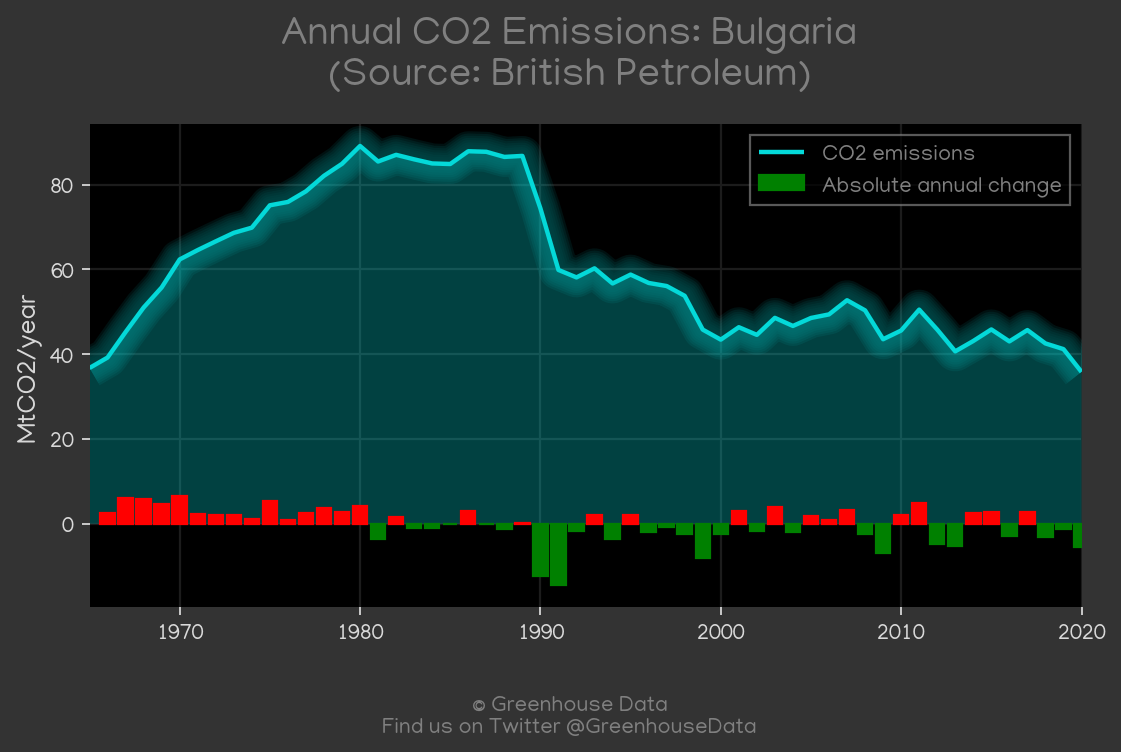 Annual CO2 Emissions: Bulgaria
(Source: British Petroleum)
CO2 emissions
Absolute annual change
MtCO2/year
80
60
40
20
0
1970 1980 1990 2000 2010 2020
© Greenhouse Data
Find us on Twitter @GreenhouseData